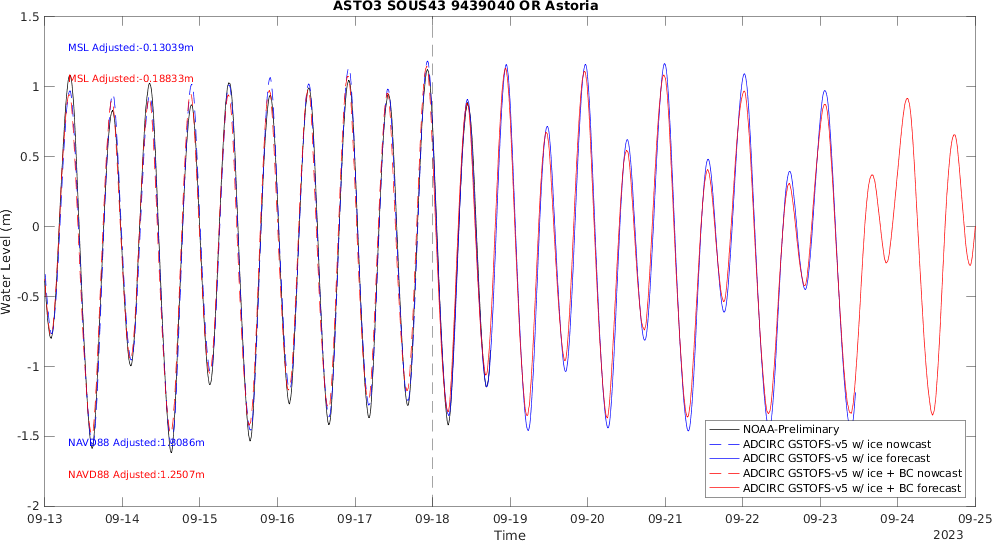 ASTO3 SOUS43 9439040 OR Astoria
MSL Adjusted:-0.13039m
MSL Adjusted:-0.18833m
NAVD88 Adjusted:1.3086m
NAVD88 Adjusted:1.2507m
Water Level (m)
1.5
1
0.5
0
-0.5
-1
-1.5
-2
NOAA-Preliminary
ADCIRC GSTOFS-v5 w/ ice nowcast
ADCIRC GSTOFS-v5 w/ ice forecast
ADCIRC GSTOFS-v5 w/ ice + BC nowcast
ADCIRC GSTOFS-v5 w/ ice + BC forecast
09-13 09-14 09-15 09-16 09-17 09-18 09-19 09-20 09-21 09-22 09-23 09-24 09-25
Time
2023